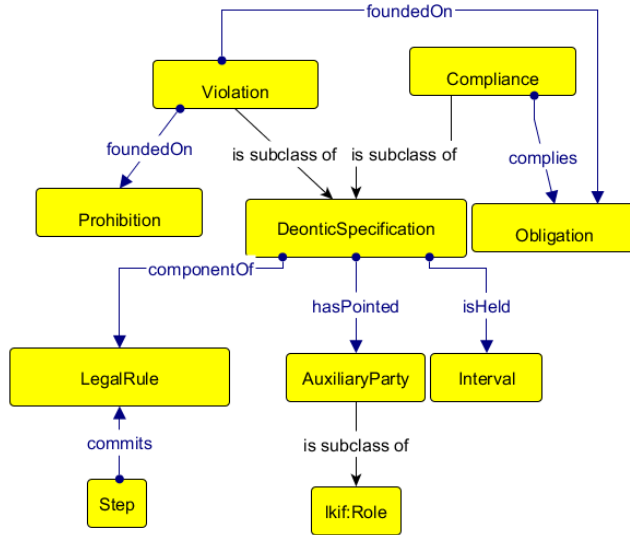 foundedOn
Violation
Compliance
foundedOn
is subclass of
is subclass of
complies
Prohibition
DeonticSpecification
Obligation
componentOf
hasPointed
isHeld
LegalRule
AuxiliaryParty
Interval
commits
is subclass of
Step
lkif:Role